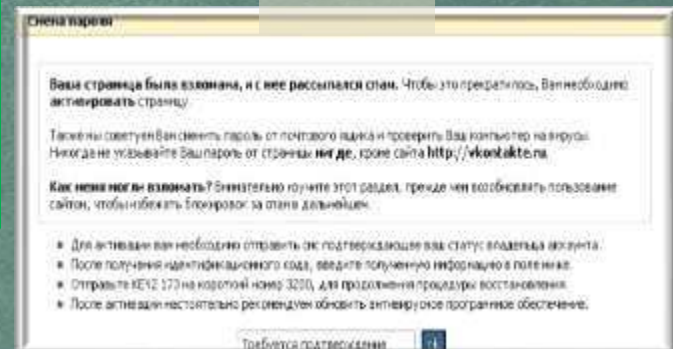 Смена пароля
Ваша страница была взломана, и с нее рассылался спам. Чтобы это прекратилось, Вам необходимо
активировать страницу.
Также мы советуем Вам сменить пароль от почтового ящика и проверить Ваш компьютер на вирусы.
Никогда не указывайте Ваш пароль от страницы нигде, кроме сайта http://vkontakte.ru
Как меня могли взломать? Внимательно изучите этот раздел, прежде чем возобновлять пользование
сайтом, чтобы избежать блокировок за спам в дальнейшем.
Для активации вам необходимо отправить смс подтверждающее ваш статус владельца аккаунта.
После получения идентификационного кода, введите полученную информацию в поле ниже.
Отправьте 173 на короткий номер 3200, для продолжения процедуры восстановления.
После активации настоятельно рекомендуем обновить антивирусное программное обеспечение.
Требуется подтверждение